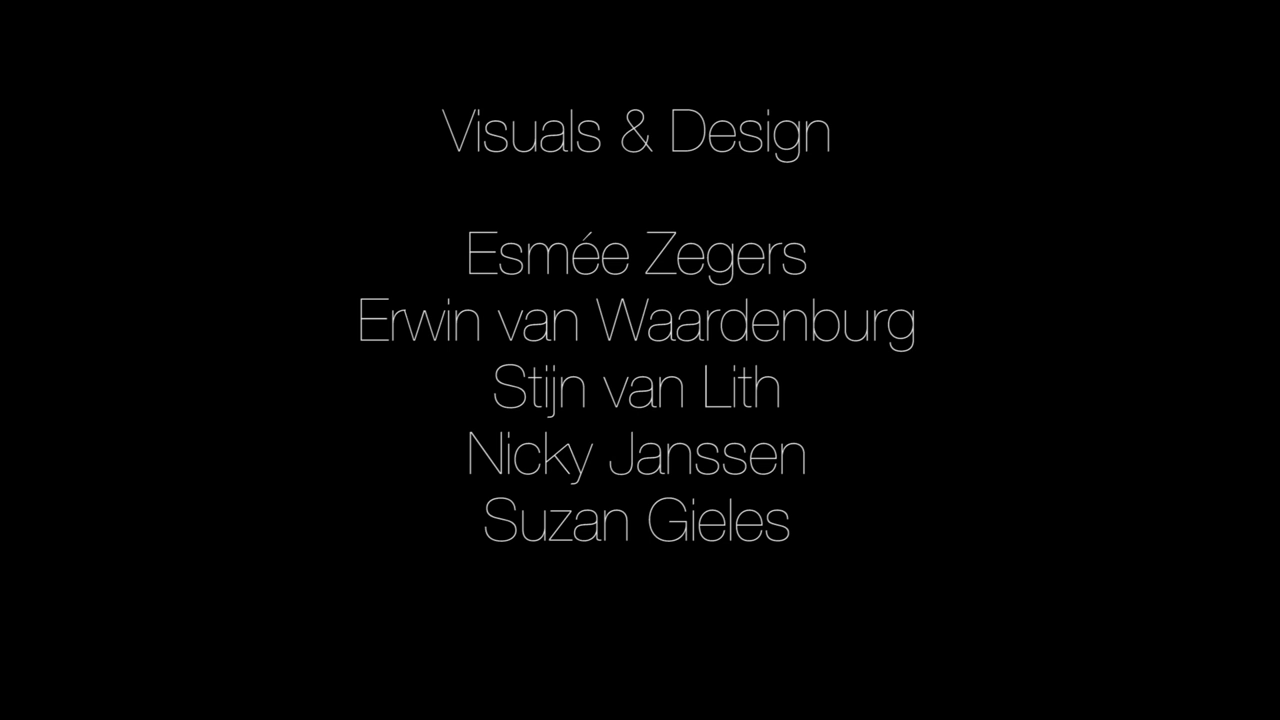 Visuals & Design
Esmée Zegers
Erwin van Waardenburg
Stijn van Lith
Nicky Janssen
Suzan Gieles